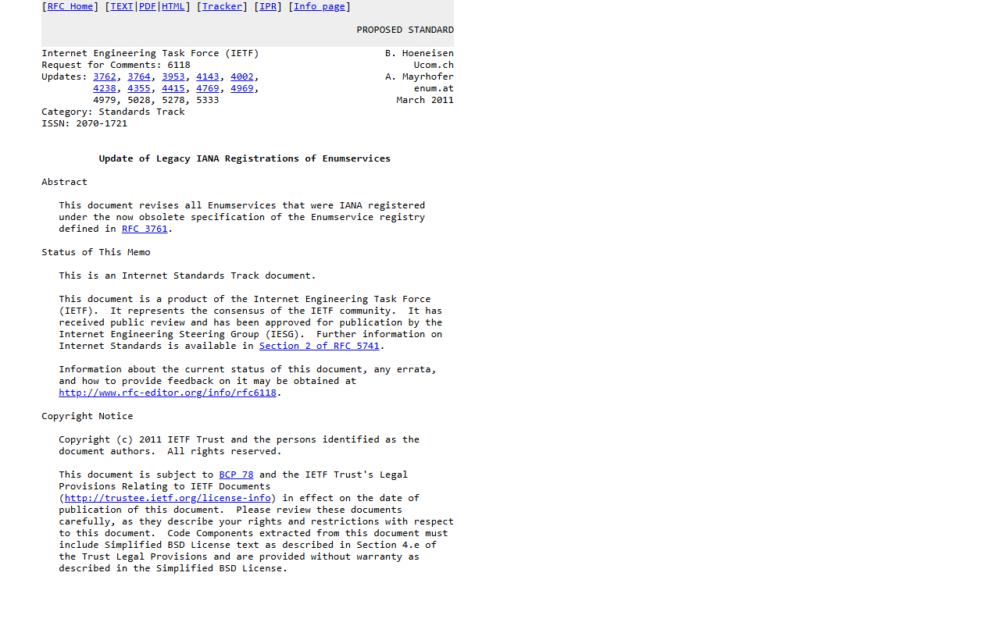 [RFC Home] [TEXT|PDF|HTML] [Tracker] [IPR] [Info page]
PROPOSED STANDARD
Internet Engineering Task Force (IETF) B. Hoeneisen
Request for Comments: 6118 Ucom.ch
Updates: 3762, 3764, 3953, 4143, 4002, A. Mayrhofer
4238, 4355, 4415, 4769, 4969, enum.at
4979, 5028, 5278, 5333 March 2011
Category: Standards Track
ISSN: 2070-1721
Update of Legacy IANA Registrations of Enumservices
Abstract
This document revises all Enumservices that were IANA registered
under the now obsolete specification of the Enumservice registry
defined in RFC 3761.
Status of This Memo
This is an Internet Standards Track document.
This document is a product of the Internet Engineering Task Force
(IETF). It represents the consensus of the IETF community. It has
received public review and has been approved for publication by the
Internet Engineering Steering Group (IESG). Further information on
Internet Standards is available in Section 2 of RFC 5741.
Information about the current status of this document, any errata,
and how to provide feedback on it may be obtained at
http://www.rfc-editor.org/info/rfc6118.
Copyright Notice
Copyright (c) 2011 IETF Trust and the persons identified as the
document authors. All rights reserved.
This document is subject to BCP 78 and the IETF Trust's Legal
Provisions Relating to IETF Documents
(http://trustee.ietf.org/license-info) in effect on the date of
publication of this document. Please review these documents
carefully, as they describe your rights and restrictions with respect
to this document. Code Components extracted from this document must
include Simplified BSD License text as described in Section 4.e of
the Trust Legal Provisions and are provided without warranty as
described in the Simplified BSD License.